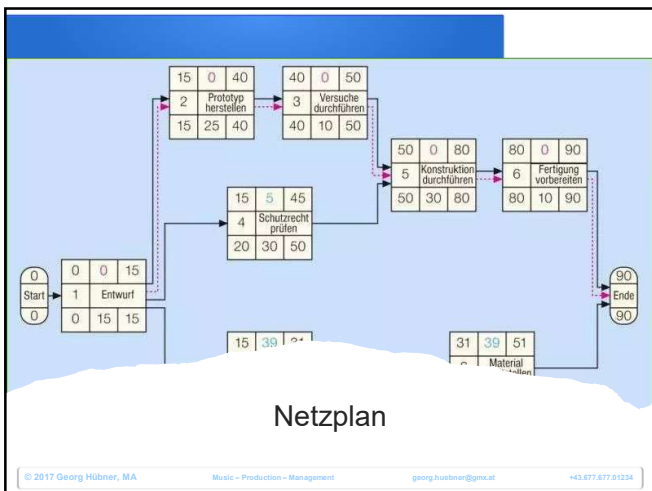 15 0 40
2 Prototyp herstellen
15 25 40
40 0 50
3 Versuche durchführen
40 10 50
50 0 80
5 Konstruktion durchführen
50 30 80
80 0 90
6 Fertigung vorbereiten
80 10 90
15 5 45
4 Schutzrecht prüfen
20 30 50
0
Start
0
0 0 15
1 Entwurf
0 15 15
90
Ende
90
15 39 31
31 39 51
Material
Netzplan
© 2017 Georg Hübner, MA Music – Production – Management georg.huebner@gmx.at +43.677.677.01234